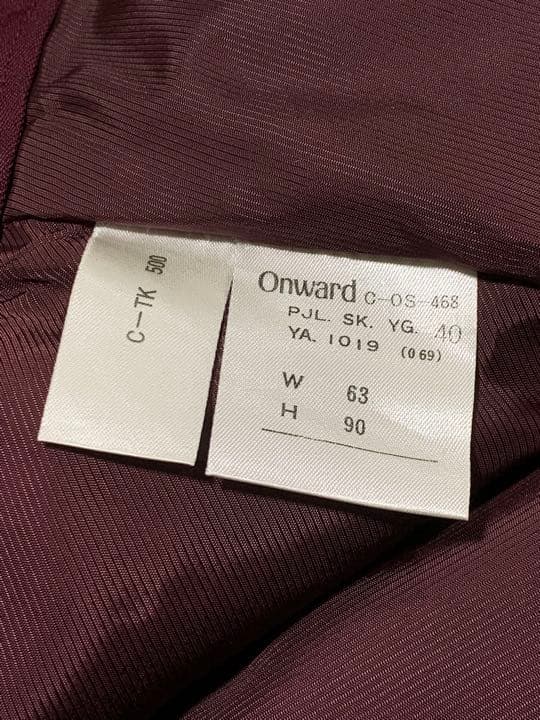 C-TK 500
Onward C-OS-468
PJL. SK. YG. 40
YA. 1019 (069)
W 63
H 90